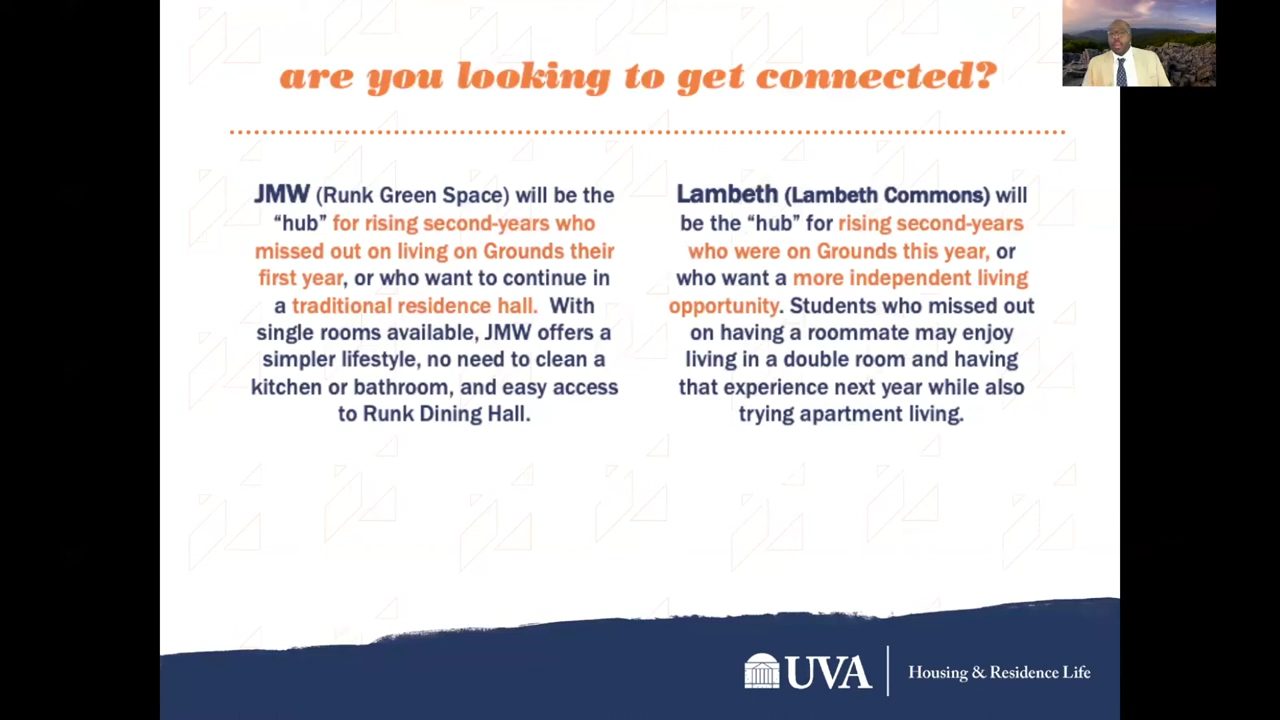 are you looking to get connected?
JMW (Runk Green Space) will be the
“hub” for rising second-years who
missed out on living on Grounds their
first year, or who want to continue in
a traditional residence hall. With
single rooms available, JMW offers a
simpler lifestyle, no need to clean a
kitchen or bathroom, and easy access
to Runk Dining Hall.
Lambeth (Lambeth Commons) will
be the “hub” for rising second-years
who were on Grounds this year, or
who want a more independent living
opportunity. Students who missed out
on having a roommate may enjoy
living in a double room and having
that experience next year while also
trying apartment living.
UVA
Housing & Residence Life